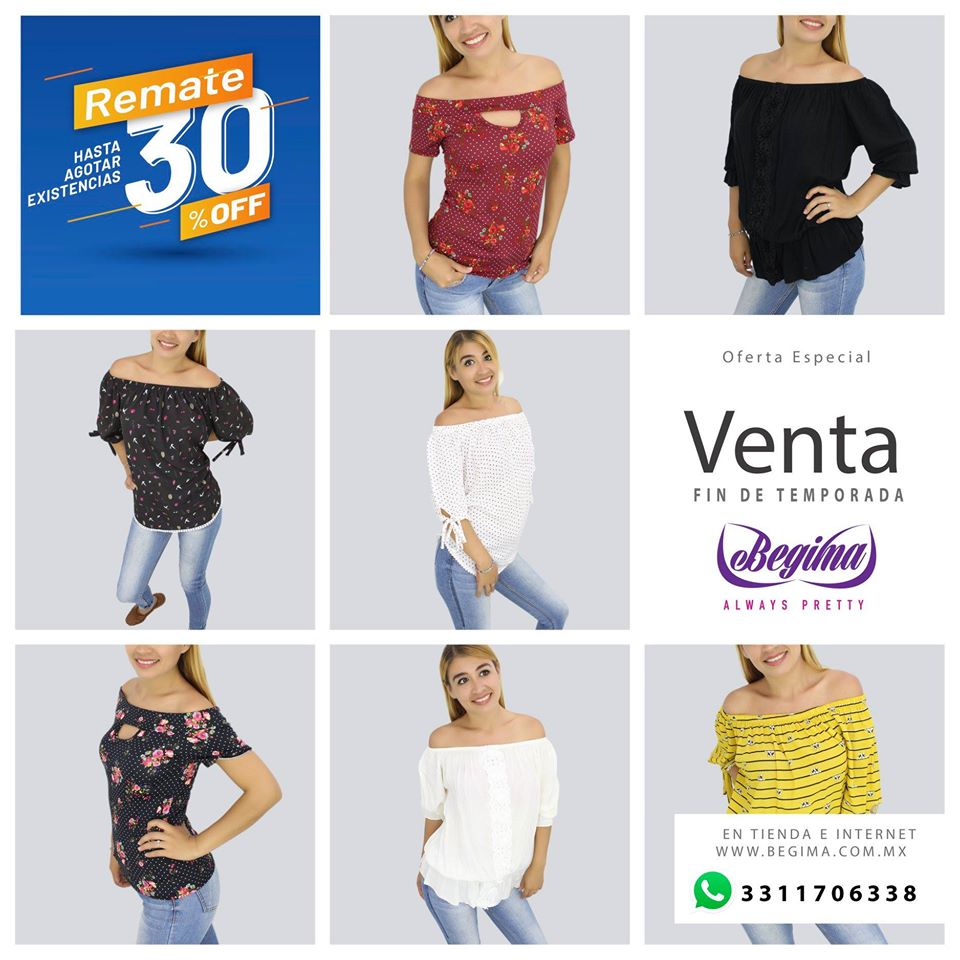 Remate
HASTA
AGOTAR
EXISTENCIAS
30
%OFF
Oferta Especial
Venta
FIN DE TEMPORADA
Begima
ALWAYS PRETTY
EN TIENDA E INTERNET
WWW.BEGIMA.COM.MX
3311706338